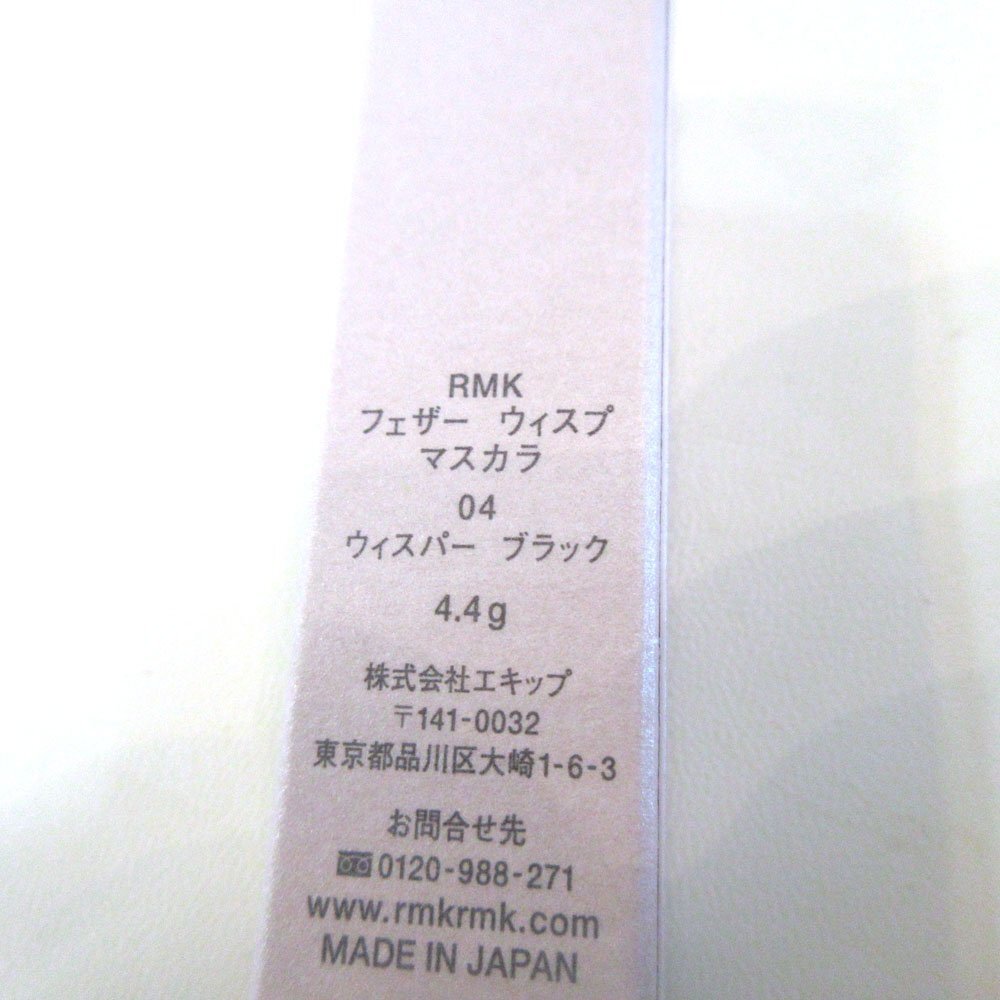 RMK
フェザー ウィスプ
マスカラ
04
ウィスパー ブラック
4.4g
株式会社エキップ
〒141-0032
東京都品川区大崎1-6-3
お問合せ先
0120-988-271
www.rmkrmk.com
MADE IN JAPAN